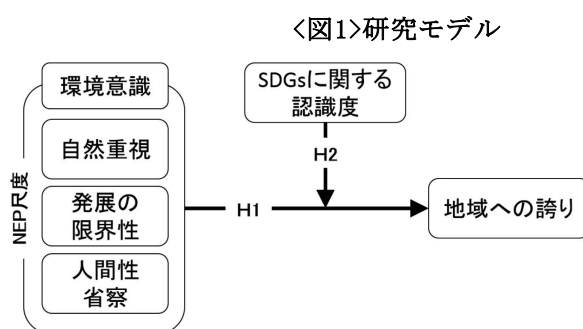 <図1>研究モデル
環境意識
自然重視
発展の
限界性
人間性
省察
NEP尺度
SDGsに関する
認識度
H2
H1
地域への誇り